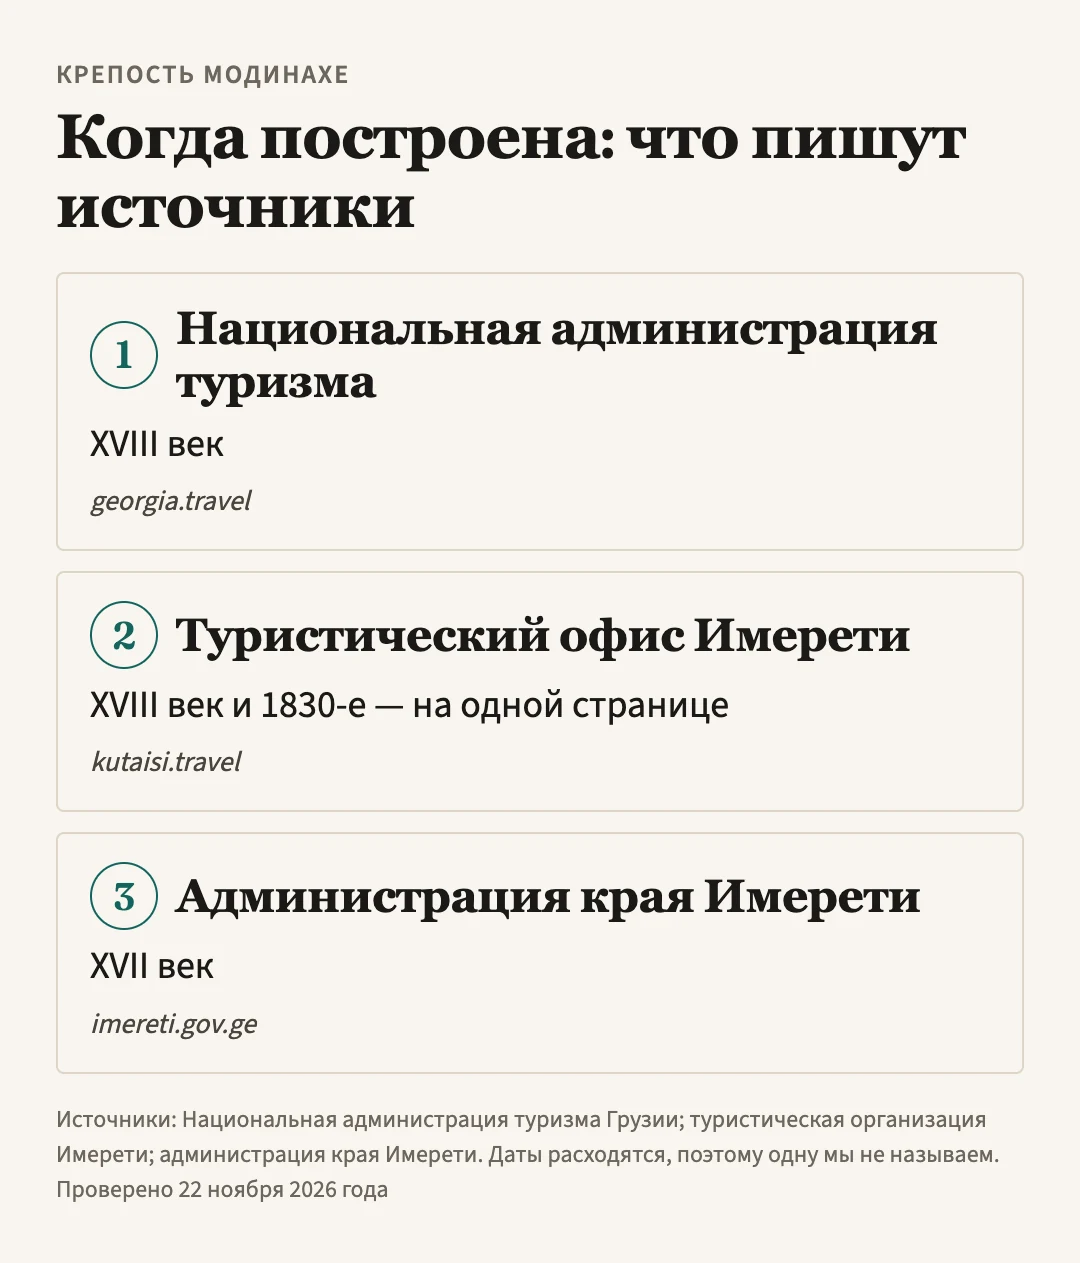 КРЕПОСТЬ МОДИНАХЕ
Когда построена: что пишут
источники
1
Национальная администрация
туризма
XVIII век
georgia.travel
2
Туристический офис Имерети
XVIII век и 1830-е — на одной странице
kutaisi.travel
3
Администрация края Имерети
XVII век
imereti.gov.ge
Источники: Национальная администрация туризма Грузии; туристическая организация
Имерети; администрация края Имерети. Даты расходятся, поэтому одну мы не называем.
Проверено 22 ноября 2026 года